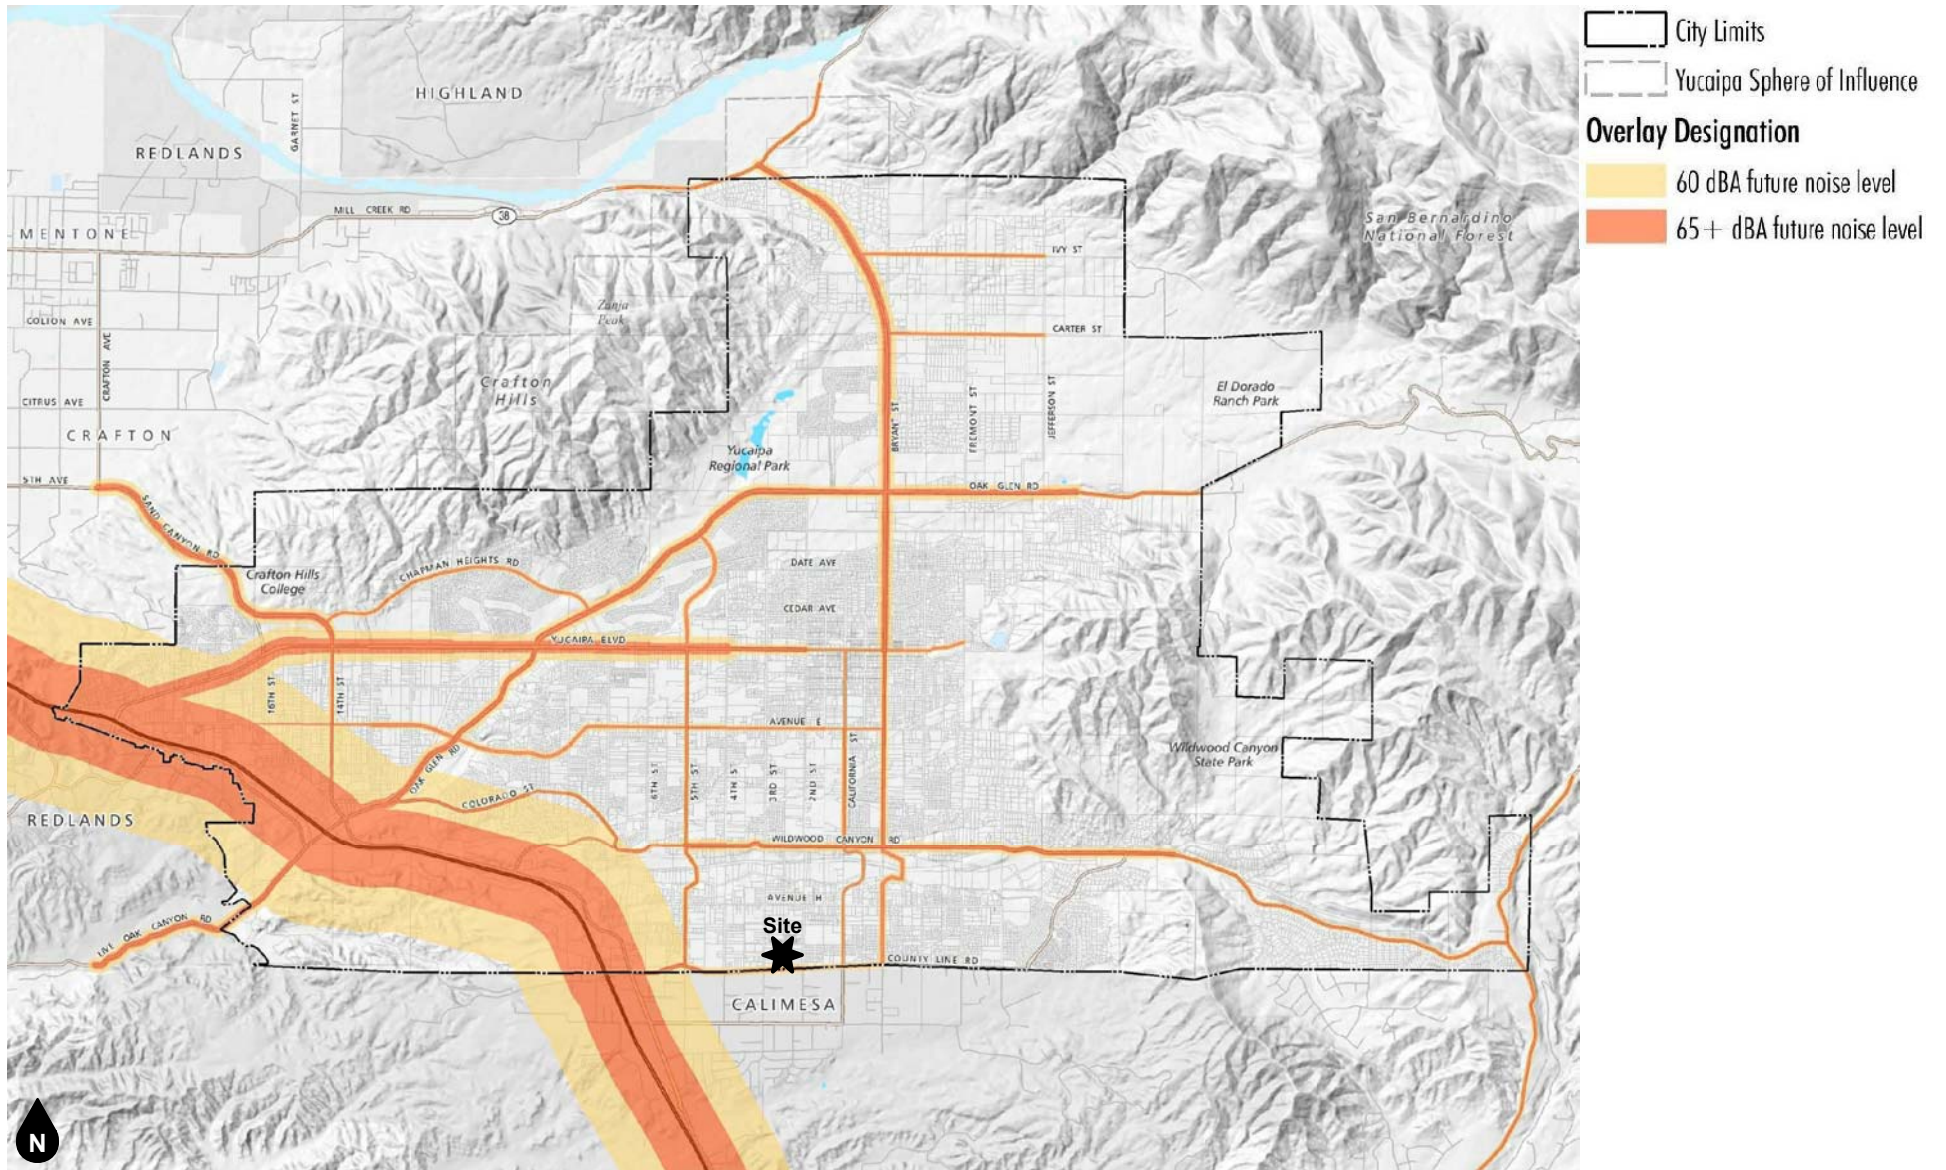 City Limits
Yucaipa Sphere of Influence
Overlay Designation
60 dBA future noise level
65+ dBA future noise level
HIGHLAND
GARNET ST
REDLANDS
MILL CREEK RD
38
MENTONE
San Bernardino
National Forest
IVY ST
Zanja
Peak
COLTON AVE
CRAFTON AVE
CARTER ST
Crafton
Hills
El Dorado
Ranch Park
CITRUS AVE
CRAFTON
BRYANT ST
FREMONT ST
JEFFERSON ST
Yucaipa
Regional Park
5TH AVE
OAK GLEN RD
SAND CANYON RD
CHAPMAN HEIGHTS RD
DATE AVE
Crafton Hills
College
CEDAR AVE
YUCAIPA BLVD
16TH ST
14TH ST
AVENUE E
OAK GLEN RD
COLORADO ST
6TH ST
5TH ST
4TH ST
3RD ST
2ND ST
CALIFORNIA ST
Wildwood Canyon
State Park
REDLANDS
WILDWOOD CANYON RD
AVENUE H
LIVE OAK CANYON RD
Site
COUNTY LINE RD
CALIMESA
N